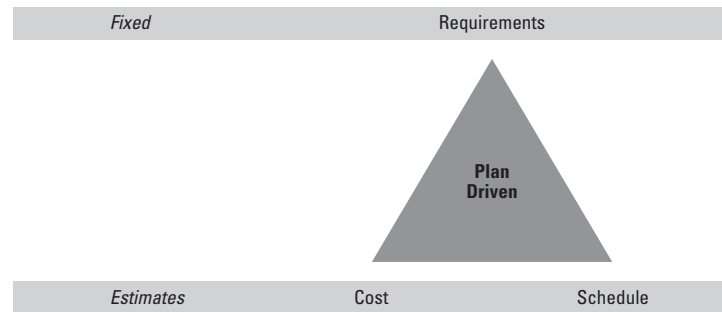 Fixed Requirements
Plan
Driven
Estimates Cost Schedule